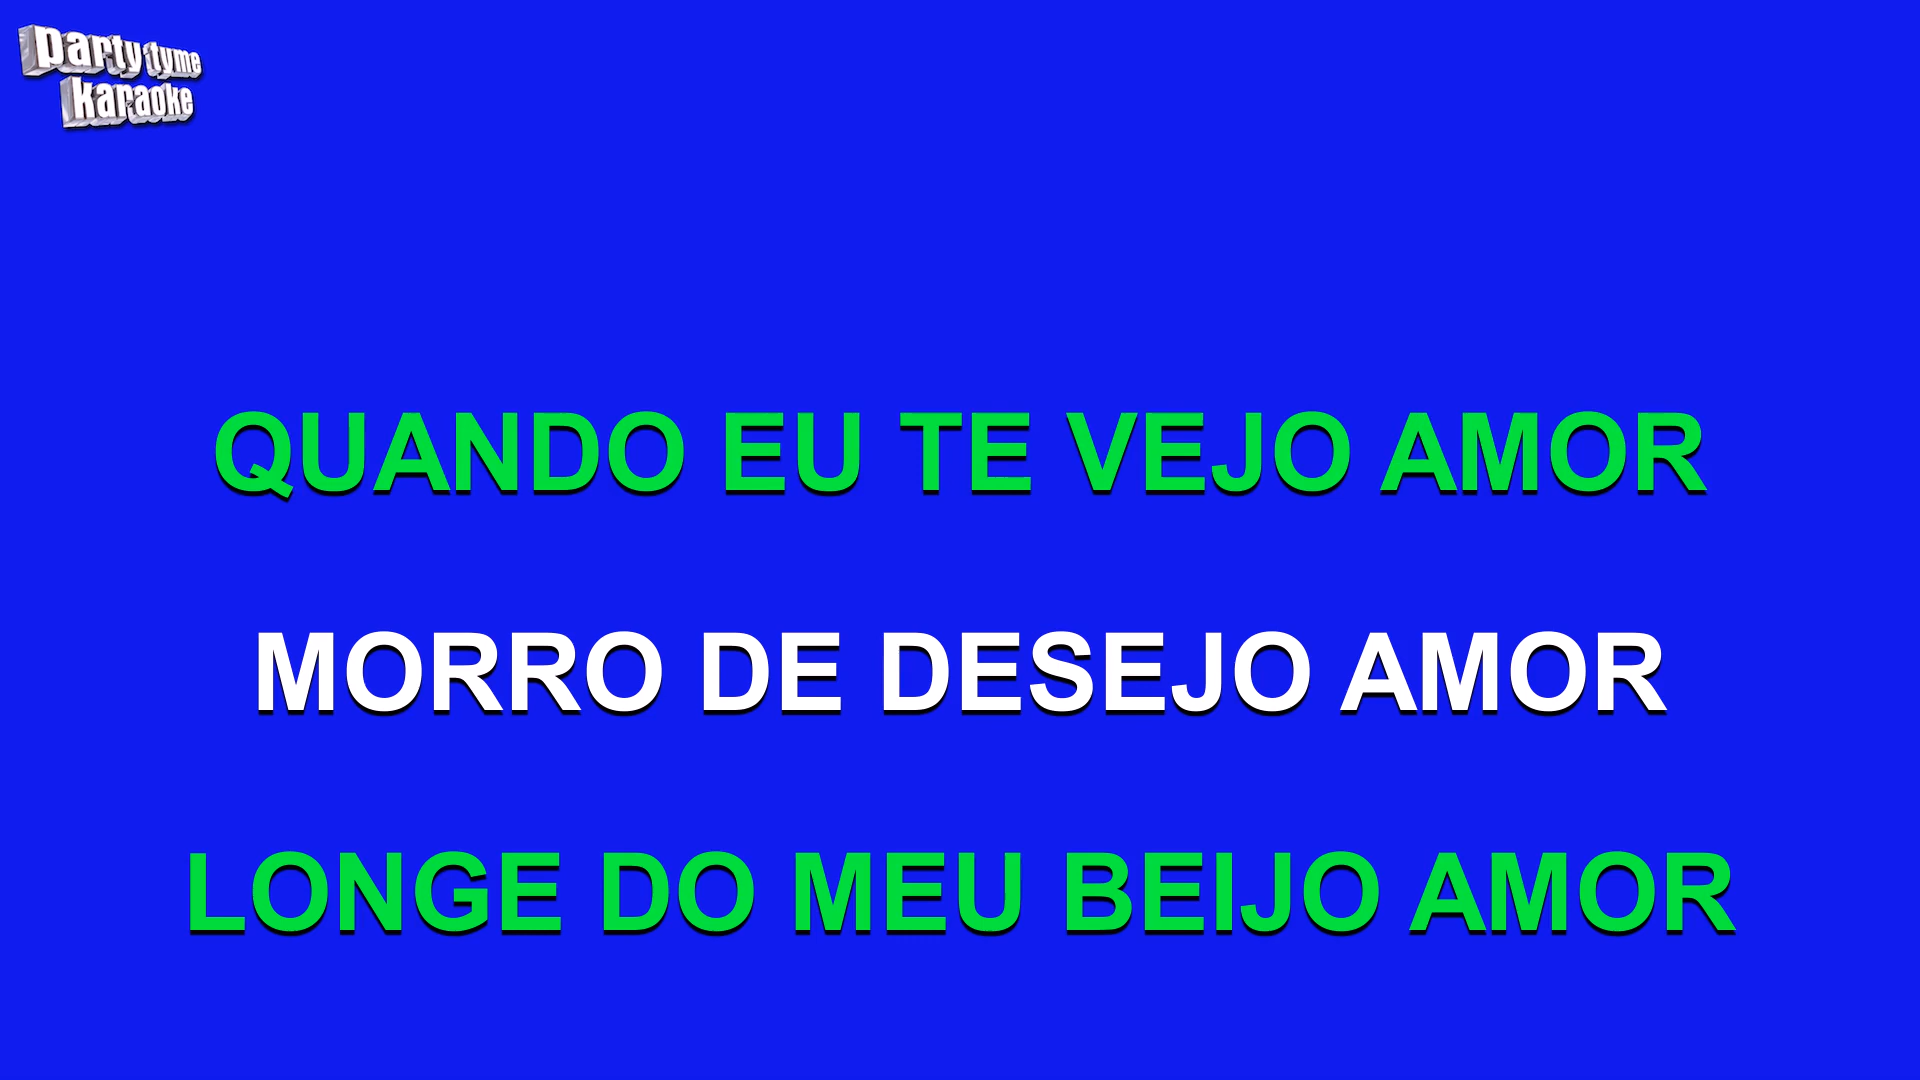 party tyme
karaoke
QUANDO EU TE VEJO AMOR
MORRO DE DESEJO AMOR
LONGE DO MEU BEIJO AMOR